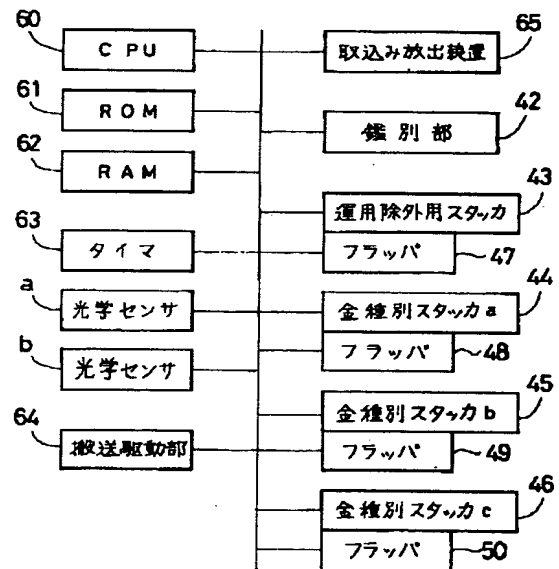 60
CPU
61
ROM
62
RAM
63
タイマ
a
光学センサ
b
光学センサ
64
搬送駆動部
65
取込み放出装置
42
鑑別部
43
運用除外用スタッカ
フラッパ
47
44
金種別スタッカa
フラッパ
48
45
金種別スタッカb
フラッパ
49
46
金種別スタッカc
フラッパ
50